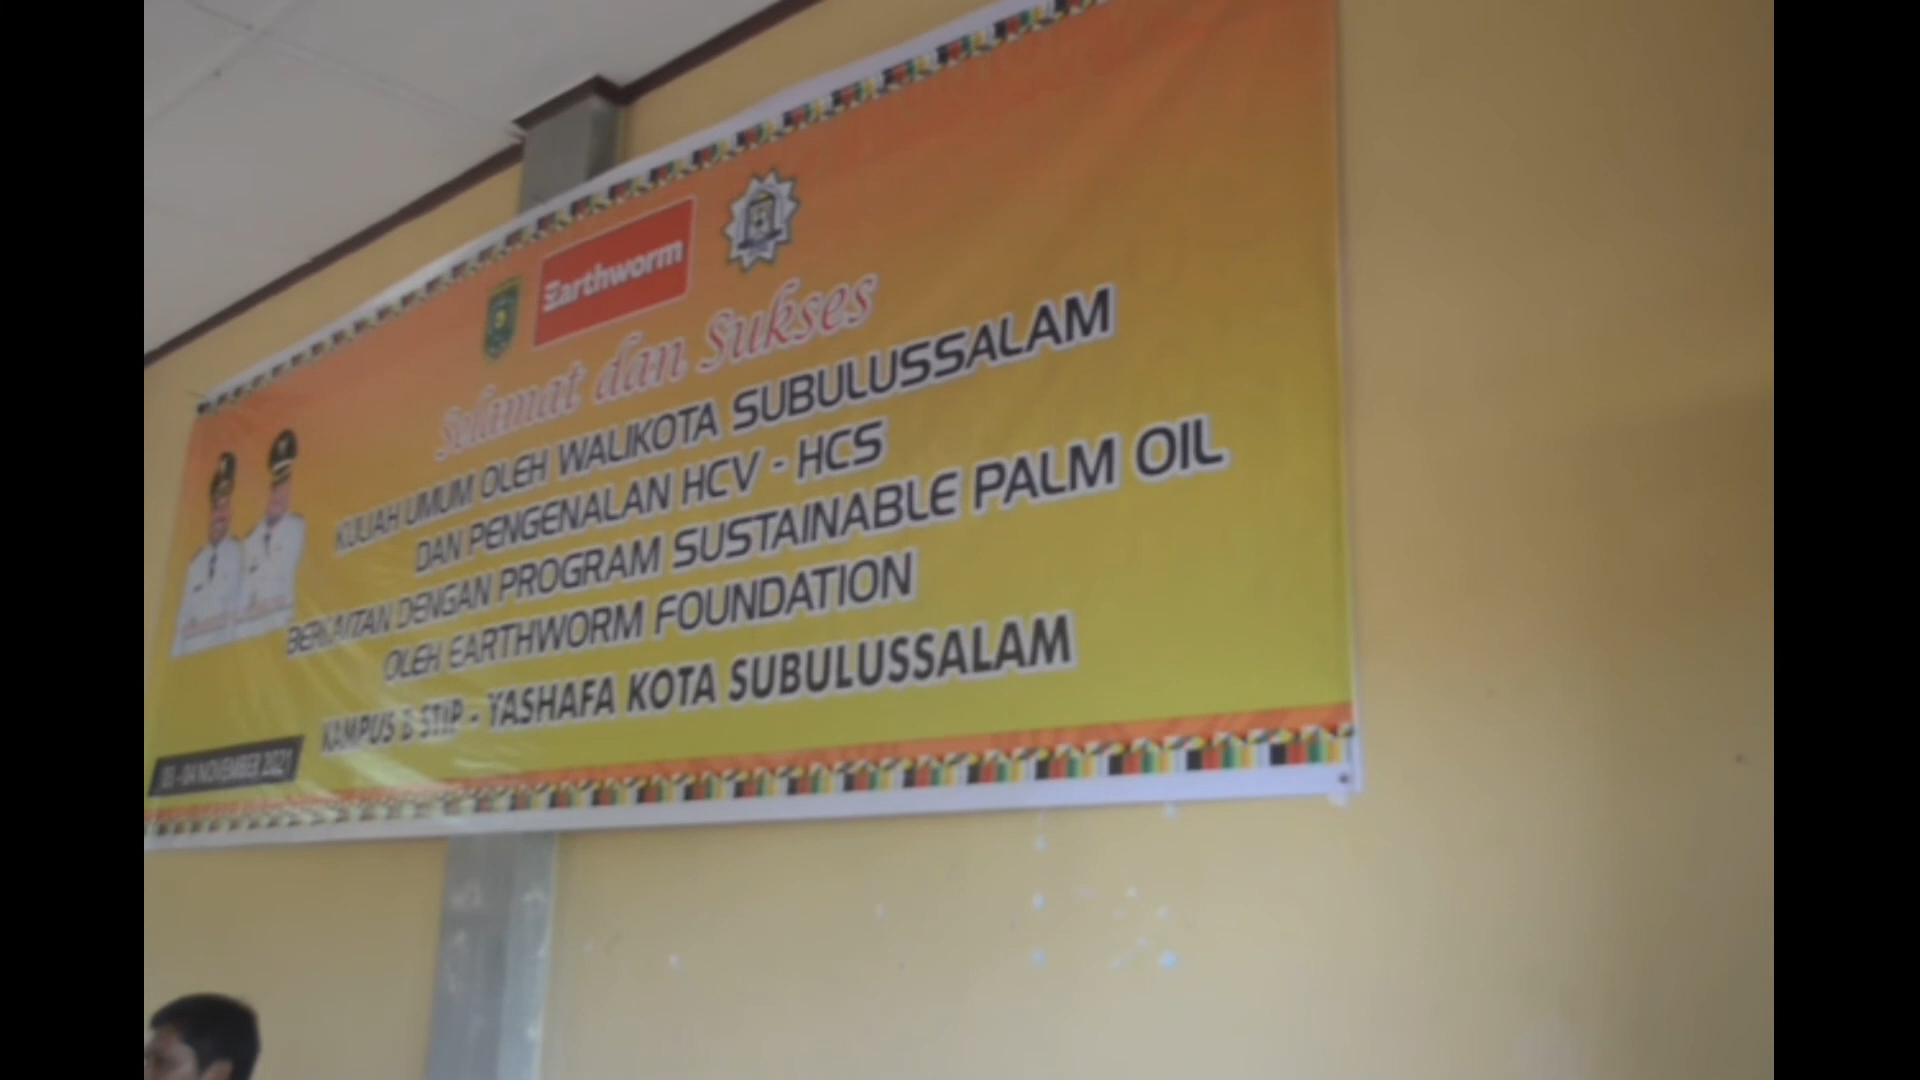 Earthworm
Selamat dan Sukses
KULIAH UMUM OLEH WALIKOTA SUBULUSSALAM
DAN PENGENALAN HCV - HCS
BERKAITAN DENGAN PROGRAM SUSTAINABLE PALM OIL
OLEH EARTHWORM FOUNDATION
KAMPUS B STIP - YASHAFA KOTA SUBULUSSALAM
NOVEMBER 2021